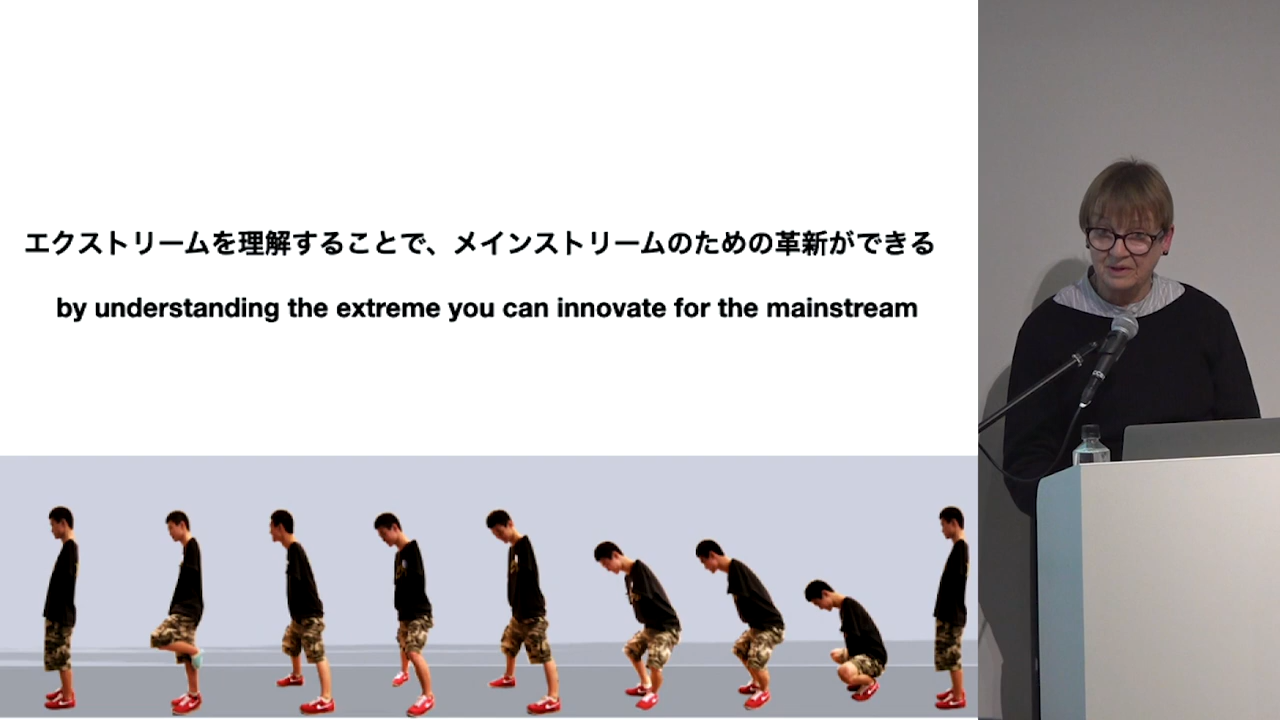 エクストリームを理解することで、メインストリームのための革新ができる
by understanding the extreme you can innovate for the mainstream